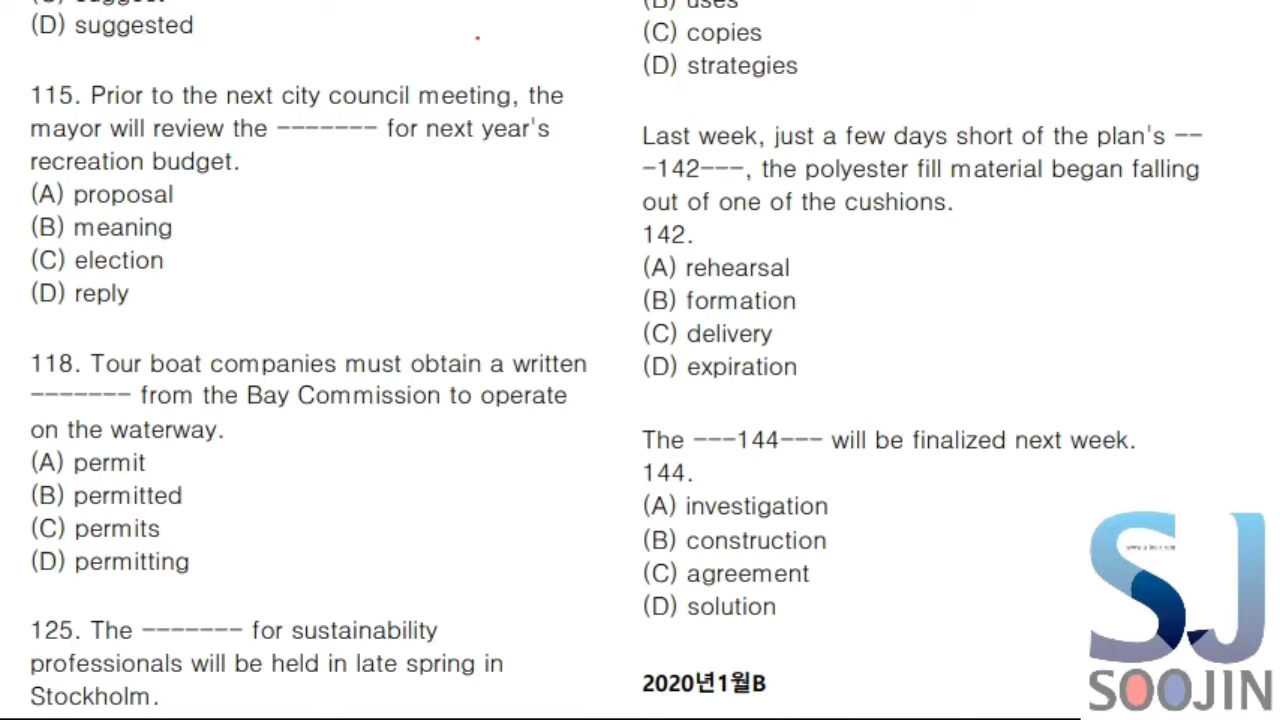 (D) suggested
115. Prior to the next city council meeting, the
mayor will review the ------- for next year's
recreation budget.
(A) proposal
(B) meaning
(C) election
(D) reply
118. Tour boat companies must obtain a written
------- from the Bay Commission to operate
on the waterway.
(A) permit
(B) permitted
(C) permits
(D) permitting
125. The ------- for sustainability
professionals will be held in late spring in
Stockholm.
(B) uses
(C) copies
(D) strategies
Last week, just a few days short of the plan's --
-142---, the polyester fill material began falling
out of one of the cushions.
142.
(A) rehearsal
(B) formation
(C) delivery
(D) expiration
The ---144--- will be finalized next week.
144.
(A) investigation
(B) construction
(C) agreement
(D) solution
2020년1월B
SJ
SOOJIN